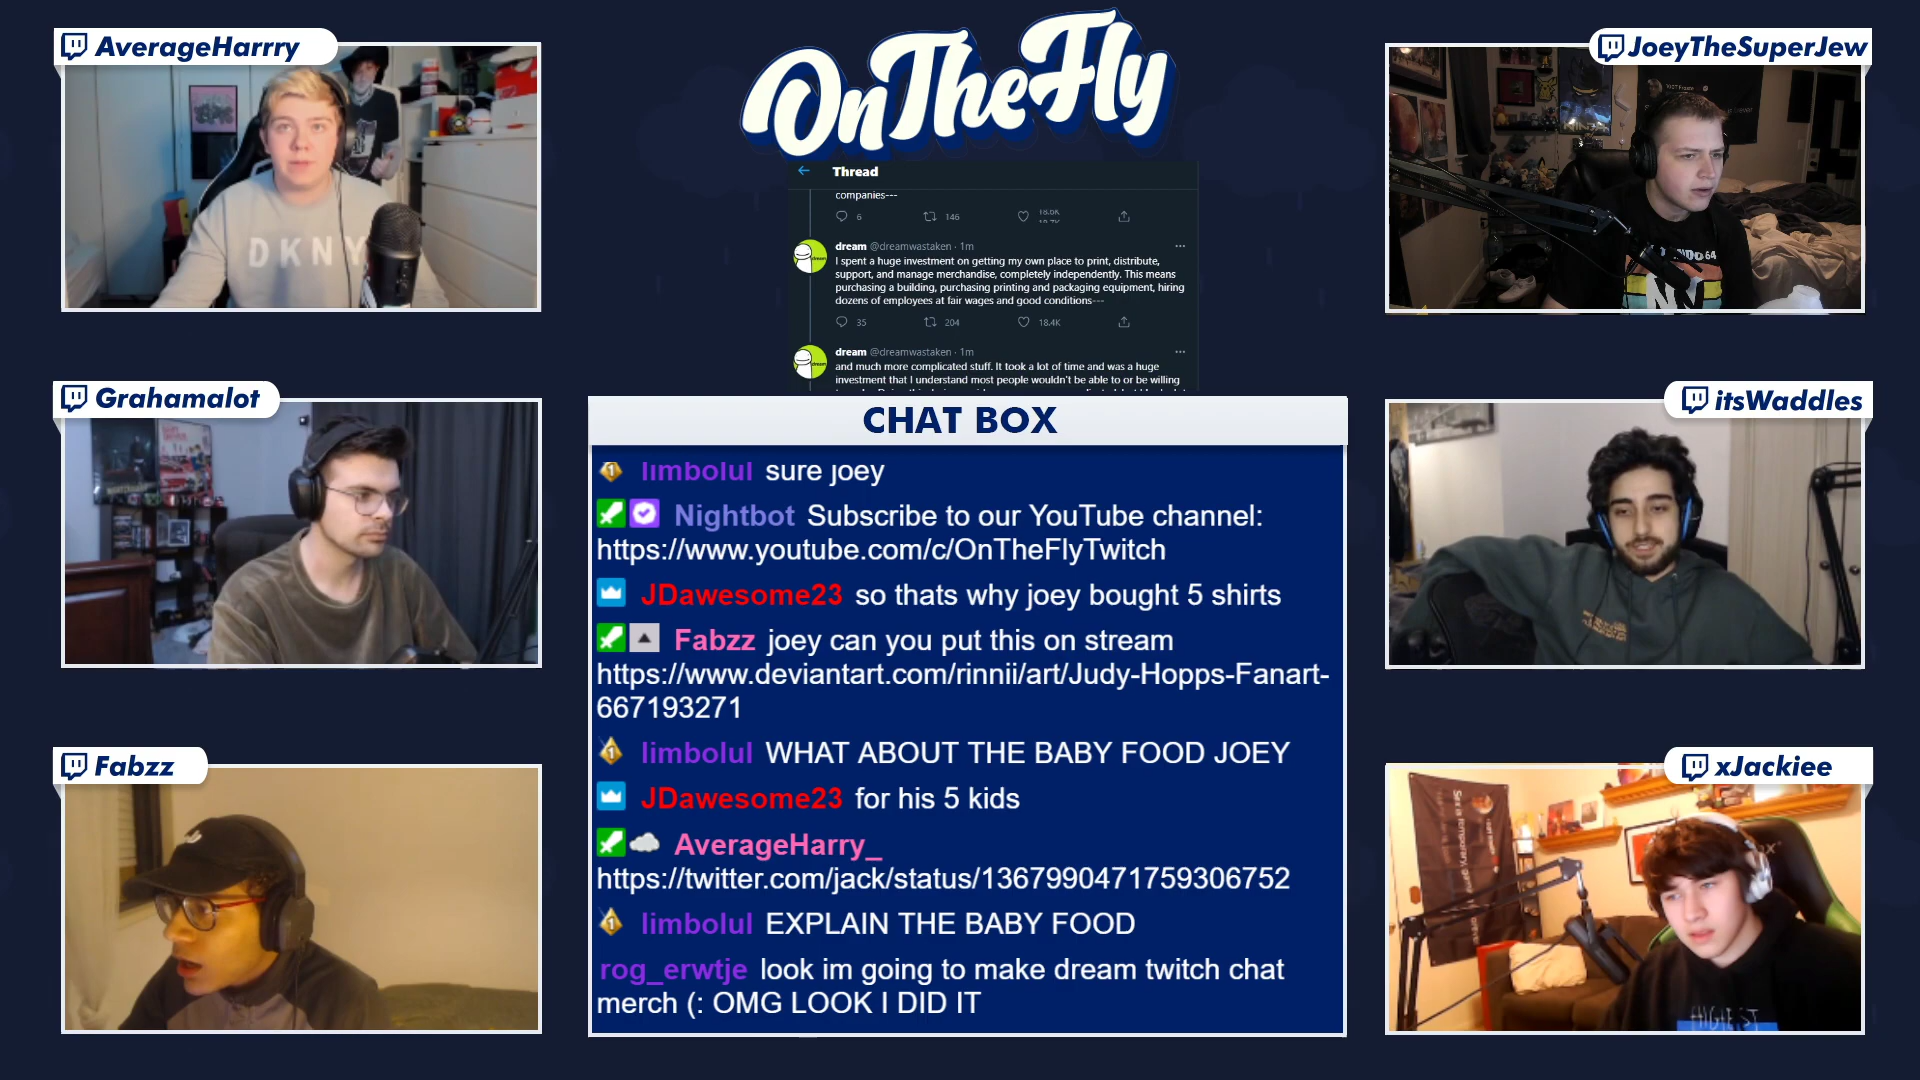 AverageHarrry
OnTheFly
JoeyTheSuperJew
DKNY
Thread
companies---
6 146 18.6K
dream @dreamwastaken · 1m
I spent a huge investment on getting my own place to print, distribute,
support, and manage merchandise, completely independently. This means
purchasing a building, purchasing printing and packaging equipment, hiring
dozens of employees at fair wages and good conditions---
35 204 18.4K
dream @dreamwastaken · 1m
and much more complicated stuff. It took a lot of time and was a huge
investment that I understand most people wouldn't be able to or be willing
Grahamalot
itsWaddles
CHAT BOX
limbolul sure joey
Nightbot Subscribe to our YouTube channel:
https://www.youtube.com/c/OnTheFlyTwitch
JDawesome23 so thats why joey bought 5 shirts
Fabzz joey can you put this on stream
https://www.deviantart.com/rinnii/art/Judy-Hopps-Fanart-
667193271
limbolul WHAT ABOUT THE BABY FOOD JOEY
JDawesome23 for his 5 kids
AverageHarry_
https://twitter.com/jack/status/1367990471759306752
limbolul EXPLAIN THE BABY FOOD
rog_erwtje look im going to make dream twitch chat
merch (: OMG LOOK I DID IT
Fabzz
xJackiee